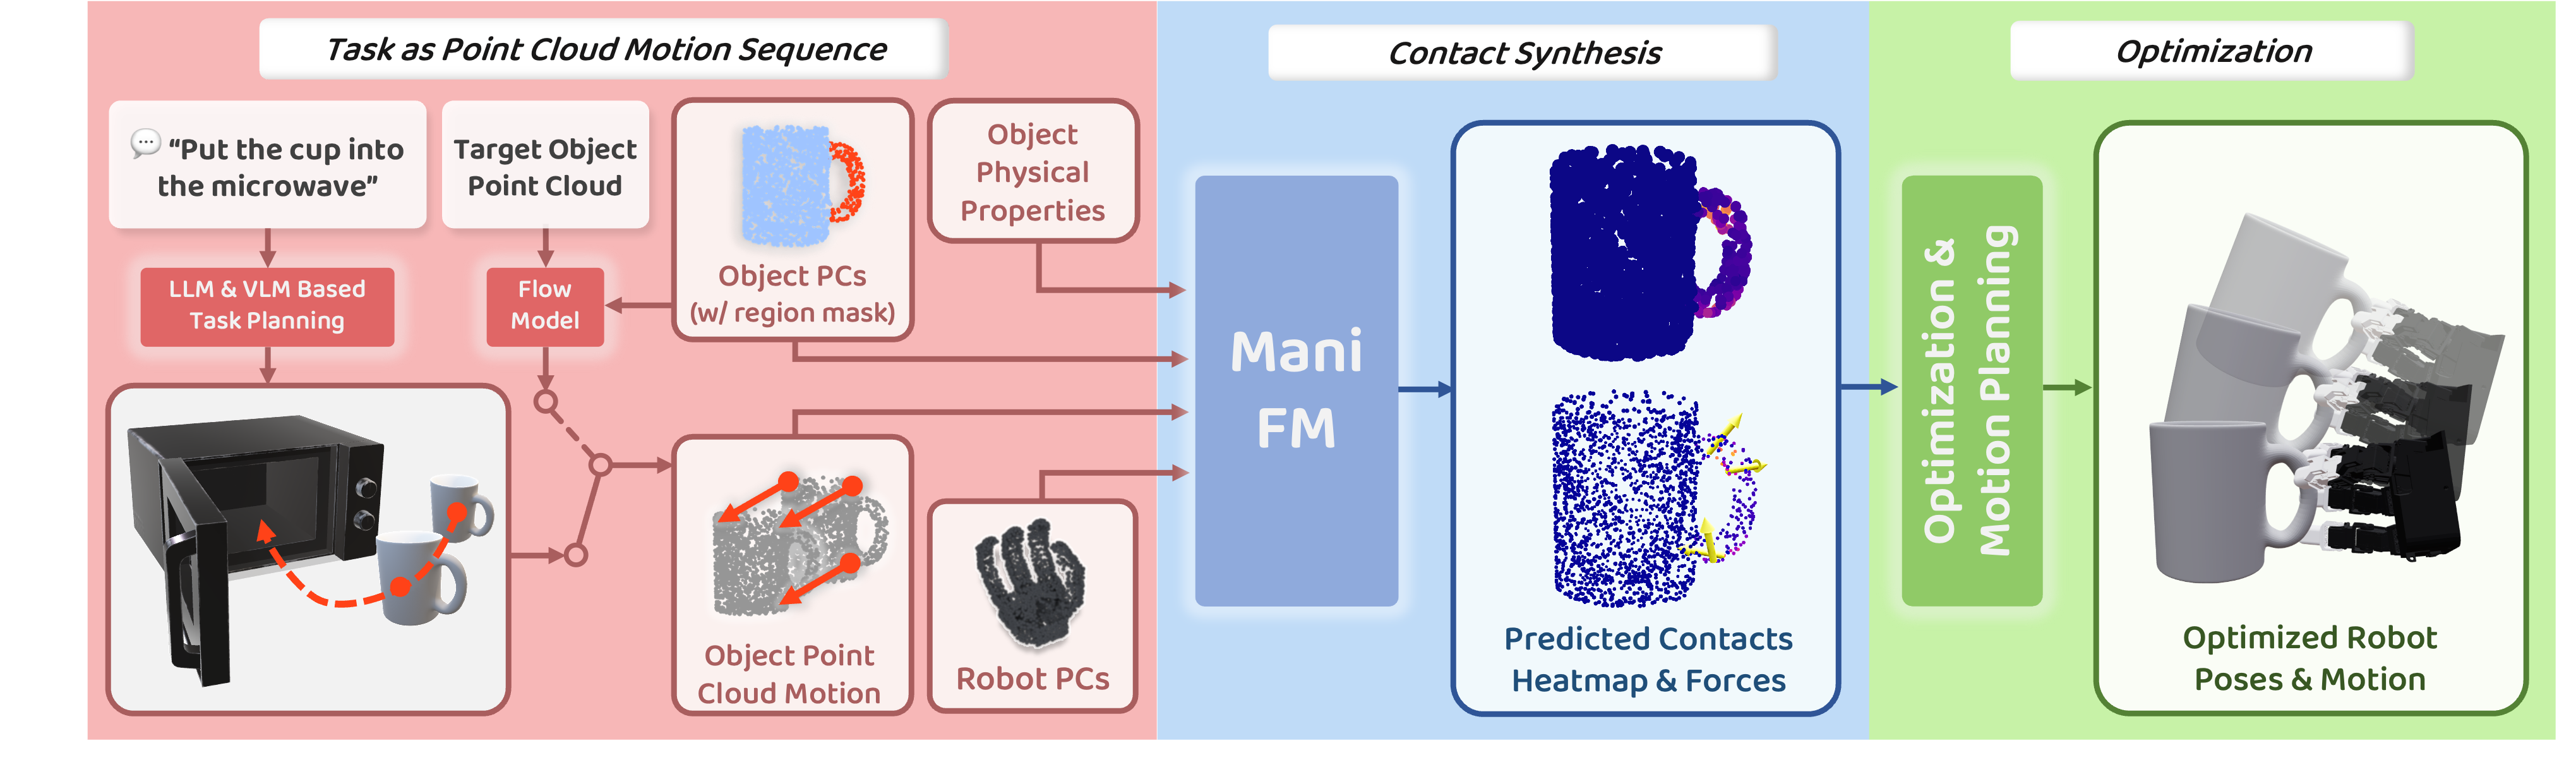 Task as Point Cloud Motion Sequence
“Put the cup into
the microwave”
Target Object
Point Cloud
LLM & VLM Based
Task Planning
Flow
Model
Object PCs
(w/ region mask)
Object
Physical
Properties
Object Point
Cloud Motion
Robot PCs
Contact Synthesis
Mani
FM
Predicted Contacts
Heatmap & Forces
Optimization
Optimization &
Motion Planning
Optimized Robot
Poses & Motion